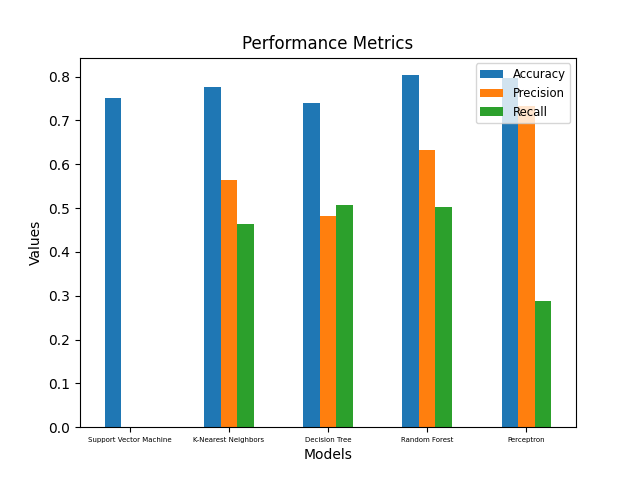 Performance Metrics
Accuracy
Precision
Recall
Values
0.8
0.7
0.6
0.5
0.4
0.3
0.2
0.1
0.0
Support Vector Machine K-Nearest Neighbors Decision Tree Random Forest Perceptron
Models